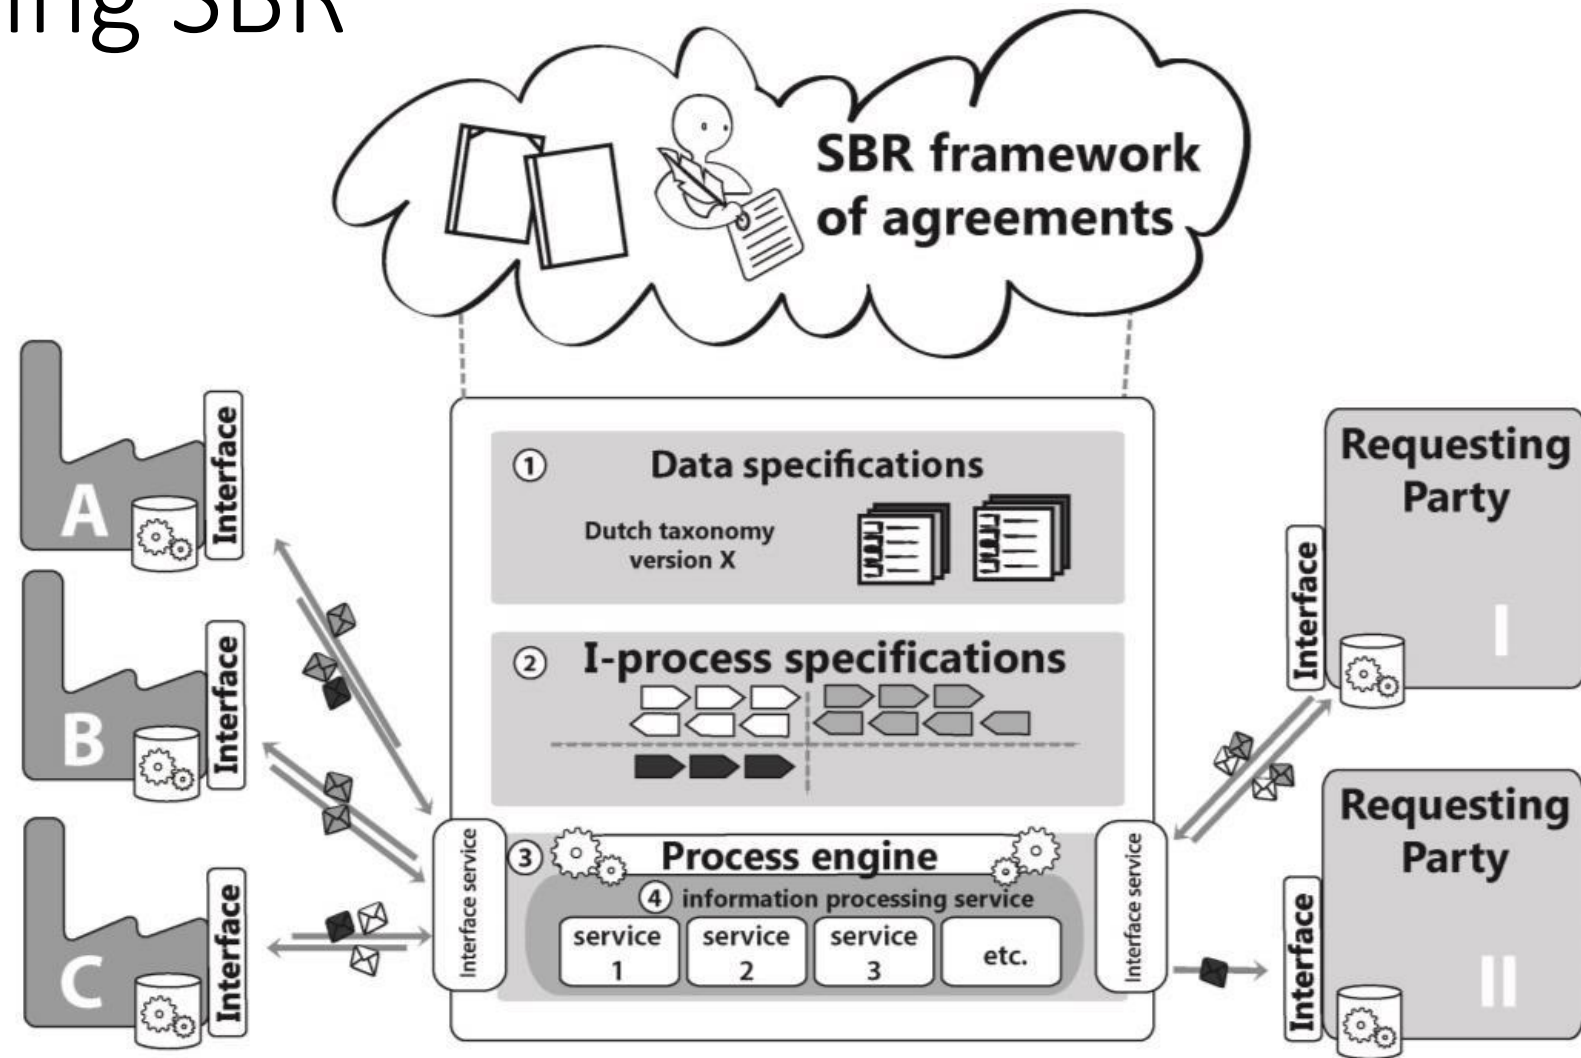 ing SBR
SBR framework
of agreements
A
Interface
B
Interface
C
Interface
1
Data specifications
Dutch taxonomy
version X
2
I-process specifications
3
Process engine
4
information processing service
service
1
service
2
service
3
etc.
Interface service
Interface service
Requesting
Party
I
Interface
Requesting
Party
II
Interface